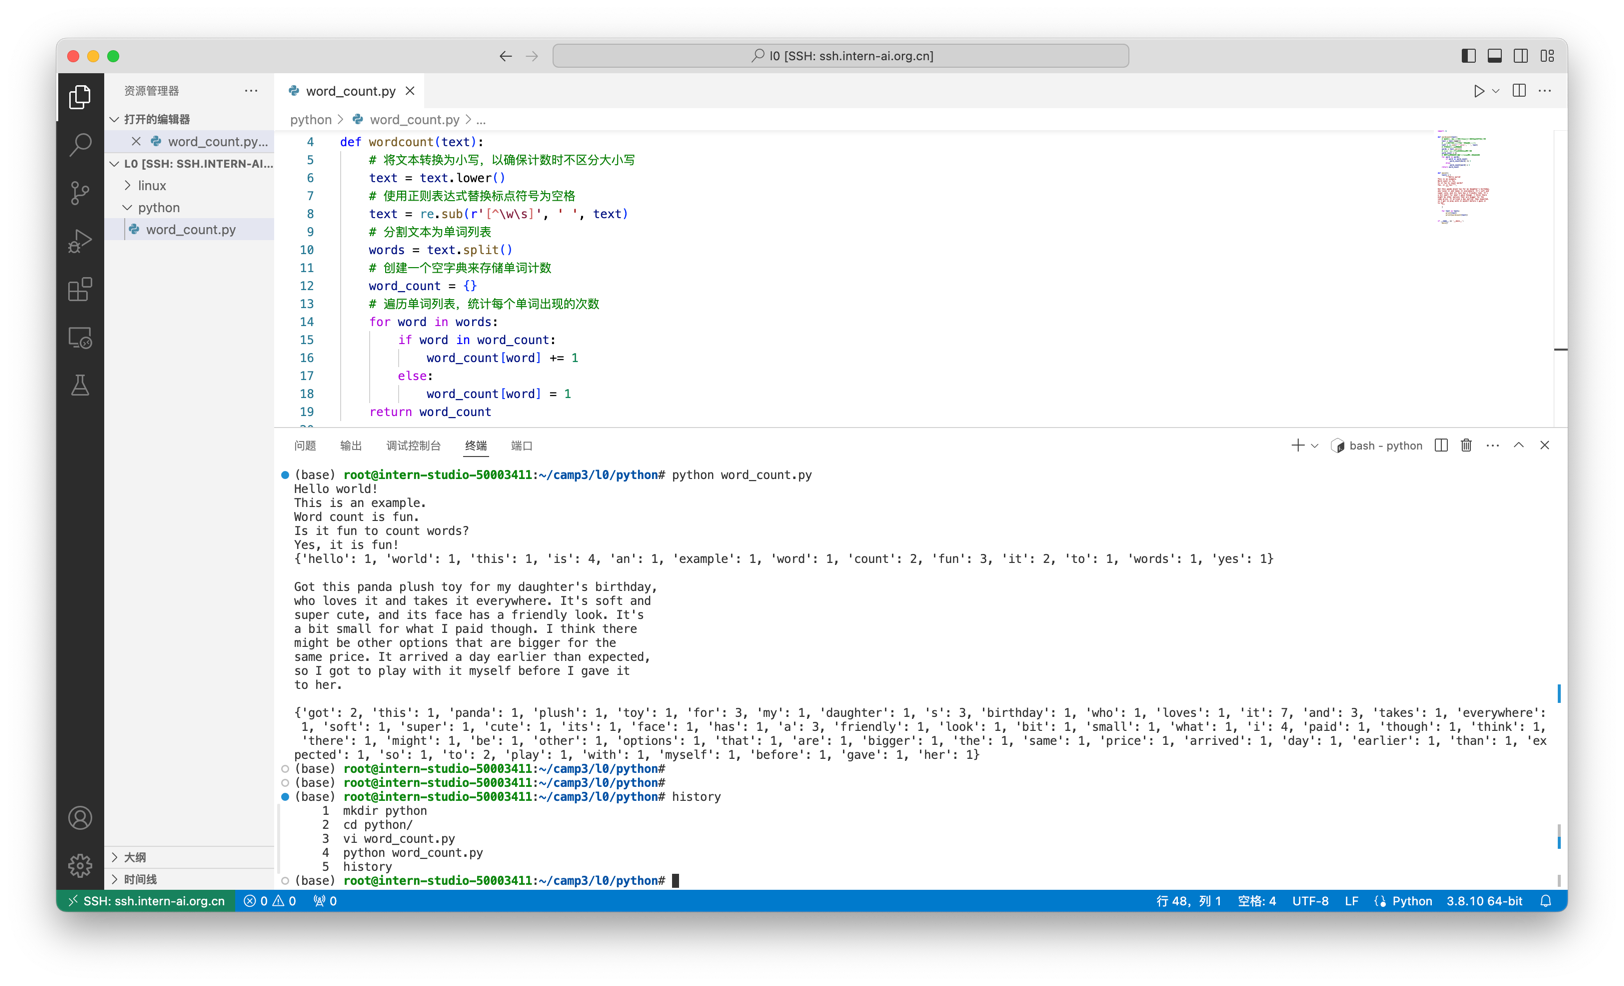 l0 [SSH: ssh.intern-ai.org.cn]
资源管理器
word_count.py
打开的编辑器
word_count.py...
L0 [SSH: SSH.INTERN-AI...
linux
python
word_count.py
大纲
时间线
python > word_count.py > ...
4 def wordcount(text):
5 # 将文本转换为小写，以确保计数时不区分大小写
6 text = text.lower()
7 # 使用正则表达式替换标点符号为空格
8 text = re.sub(r'[^\w\s]', ' ', text)
9 # 分割文本为单词列表
10 words = text.split()
11 # 创建一个空字典来存储单词计数
12 word_count = {}
13 # 遍历单词列表，统计每个单词出现的次数
14 for word in words:
15 if word in word_count:
16 word_count[word] += 1
17 else:
18 word_count[word] = 1
19 return word_count
问题 输出 调试控制台 终端 端口
bash - python
(base) root@intern-studio-50003411:~/camp3/l0/python# python word_count.py
Hello world!
This is an example.
Word count is fun.
Is it fun to count words?
Yes, it is fun!
{'hello': 1, 'world': 1, 'this': 1, 'is': 4, 'an': 1, 'example': 1, 'word': 1, 'count': 2, 'fun': 3, 'it': 2, 'to': 1, 'words': 1, 'yes': 1}
Got this panda plush toy for my daughter's birthday,
who loves it and takes it everywhere. It's soft and
super cute, and its face has a friendly look. It's
a bit small for what I paid though. I think there
might be other options that are bigger for the
same price. It arrived a day earlier than expected,
so I got to play with it myself before I gave it
to her.
{'got': 2, 'this': 1, 'panda': 1, 'plush': 1, 'toy': 1, 'for': 3, 'my': 1, 'daughter': 1, 's': 3, 'birthday': 1, 'who': 1, 'loves': 1, 'it': 7, 'and': 3, 'takes': 1, 'everywhere':
1, 'soft': 1, 'super': 1, 'cute': 1, 'its': 1, 'face': 1, 'has': 1, 'a': 3, 'friendly': 1, 'look': 1, 'bit': 1, 'small': 1, 'what': 1, 'i': 4, 'paid': 1, 'though': 1, 'think': 1,
'there': 1, 'might': 1, 'be': 1, 'other': 1, 'options': 1, 'that': 1, 'are': 1, 'bigger': 1, 'the': 1, 'same': 1, 'price': 1, 'arrived': 1, 'day': 1, 'earlier': 1, 'than': 1, 'ex
pected': 1, 'so': 1, 'to': 2, 'play': 1, 'with': 1, 'myself': 1, 'before': 1, 'gave': 1, 'her': 1}
(base) root@intern-studio-50003411:~/camp3/l0/python#
(base) root@intern-studio-50003411:~/camp3/l0/python#
(base) root@intern-studio-50003411:~/camp3/l0/python# history
1 mkdir python
2 cd python/
3 vi word_count.py
4 python word_count.py
5 history
(base) root@intern-studio-50003411:~/camp3/l0/python#
SSH: ssh.intern-ai.org.cn 0 0 0 行 48，列 1 空格: 4 UTF-8 LF Python 3.8.10 64-bit